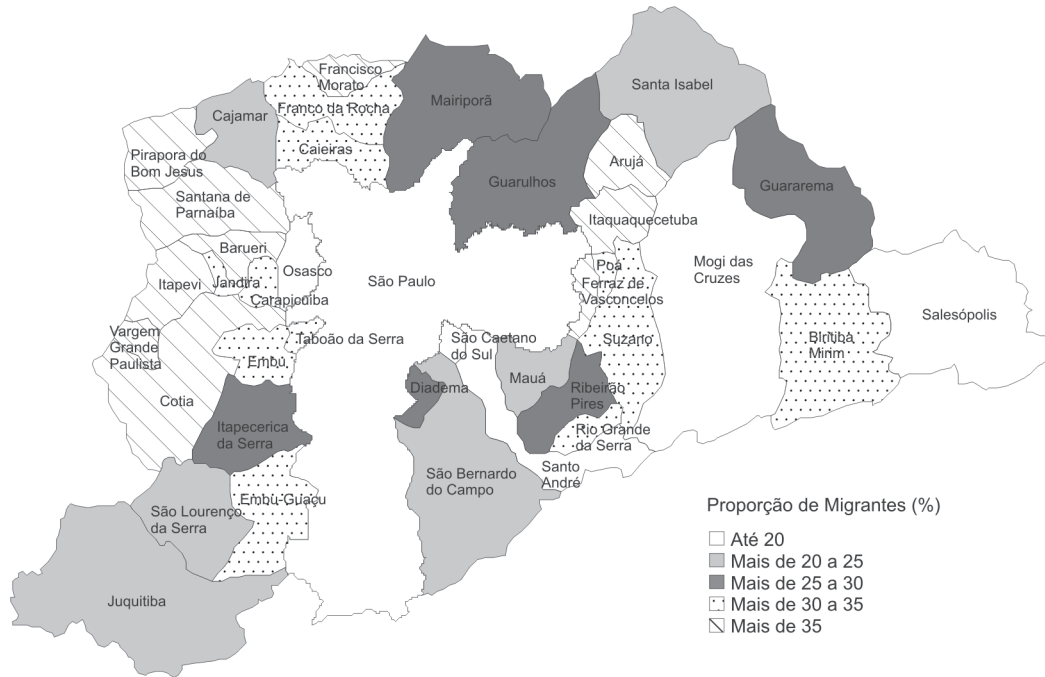 Francisco
Morato
Santa Isabel
Mairiporã
Franco da Rocha
Cajamar
Caieiras
Pirapora do
Bom Jesus
Arujá
Guarulhos
Guararema
Santana de
Parnaíba
Itaquaquecetuba
Barueri
Osasco
Mogi das
Cruzes
Poá
Itapevi
Jandira
São Paulo
Ferraz de
Vasconcelos
Carapicuíba
Salesópolis
Vargem
Grande
Paulista
Taboão da Serra
São Caetano
do Sul
Suzano
Biritiba
Mirim
Embu
Mauá
Diadema
Ribeirão
Pires
Cotia
Itapecerica
da Serra
Rio Grande
da Serra
São Bernardo
do Campo
Santo
André
Embu-Guaçu
São Lourenço
da Serra
Juquitiba
Proporção de Migrantes (%)
Até 20
Mais de 20 a 25
Mais de 25 a 30
Mais de 30 a 35
Mais de 35